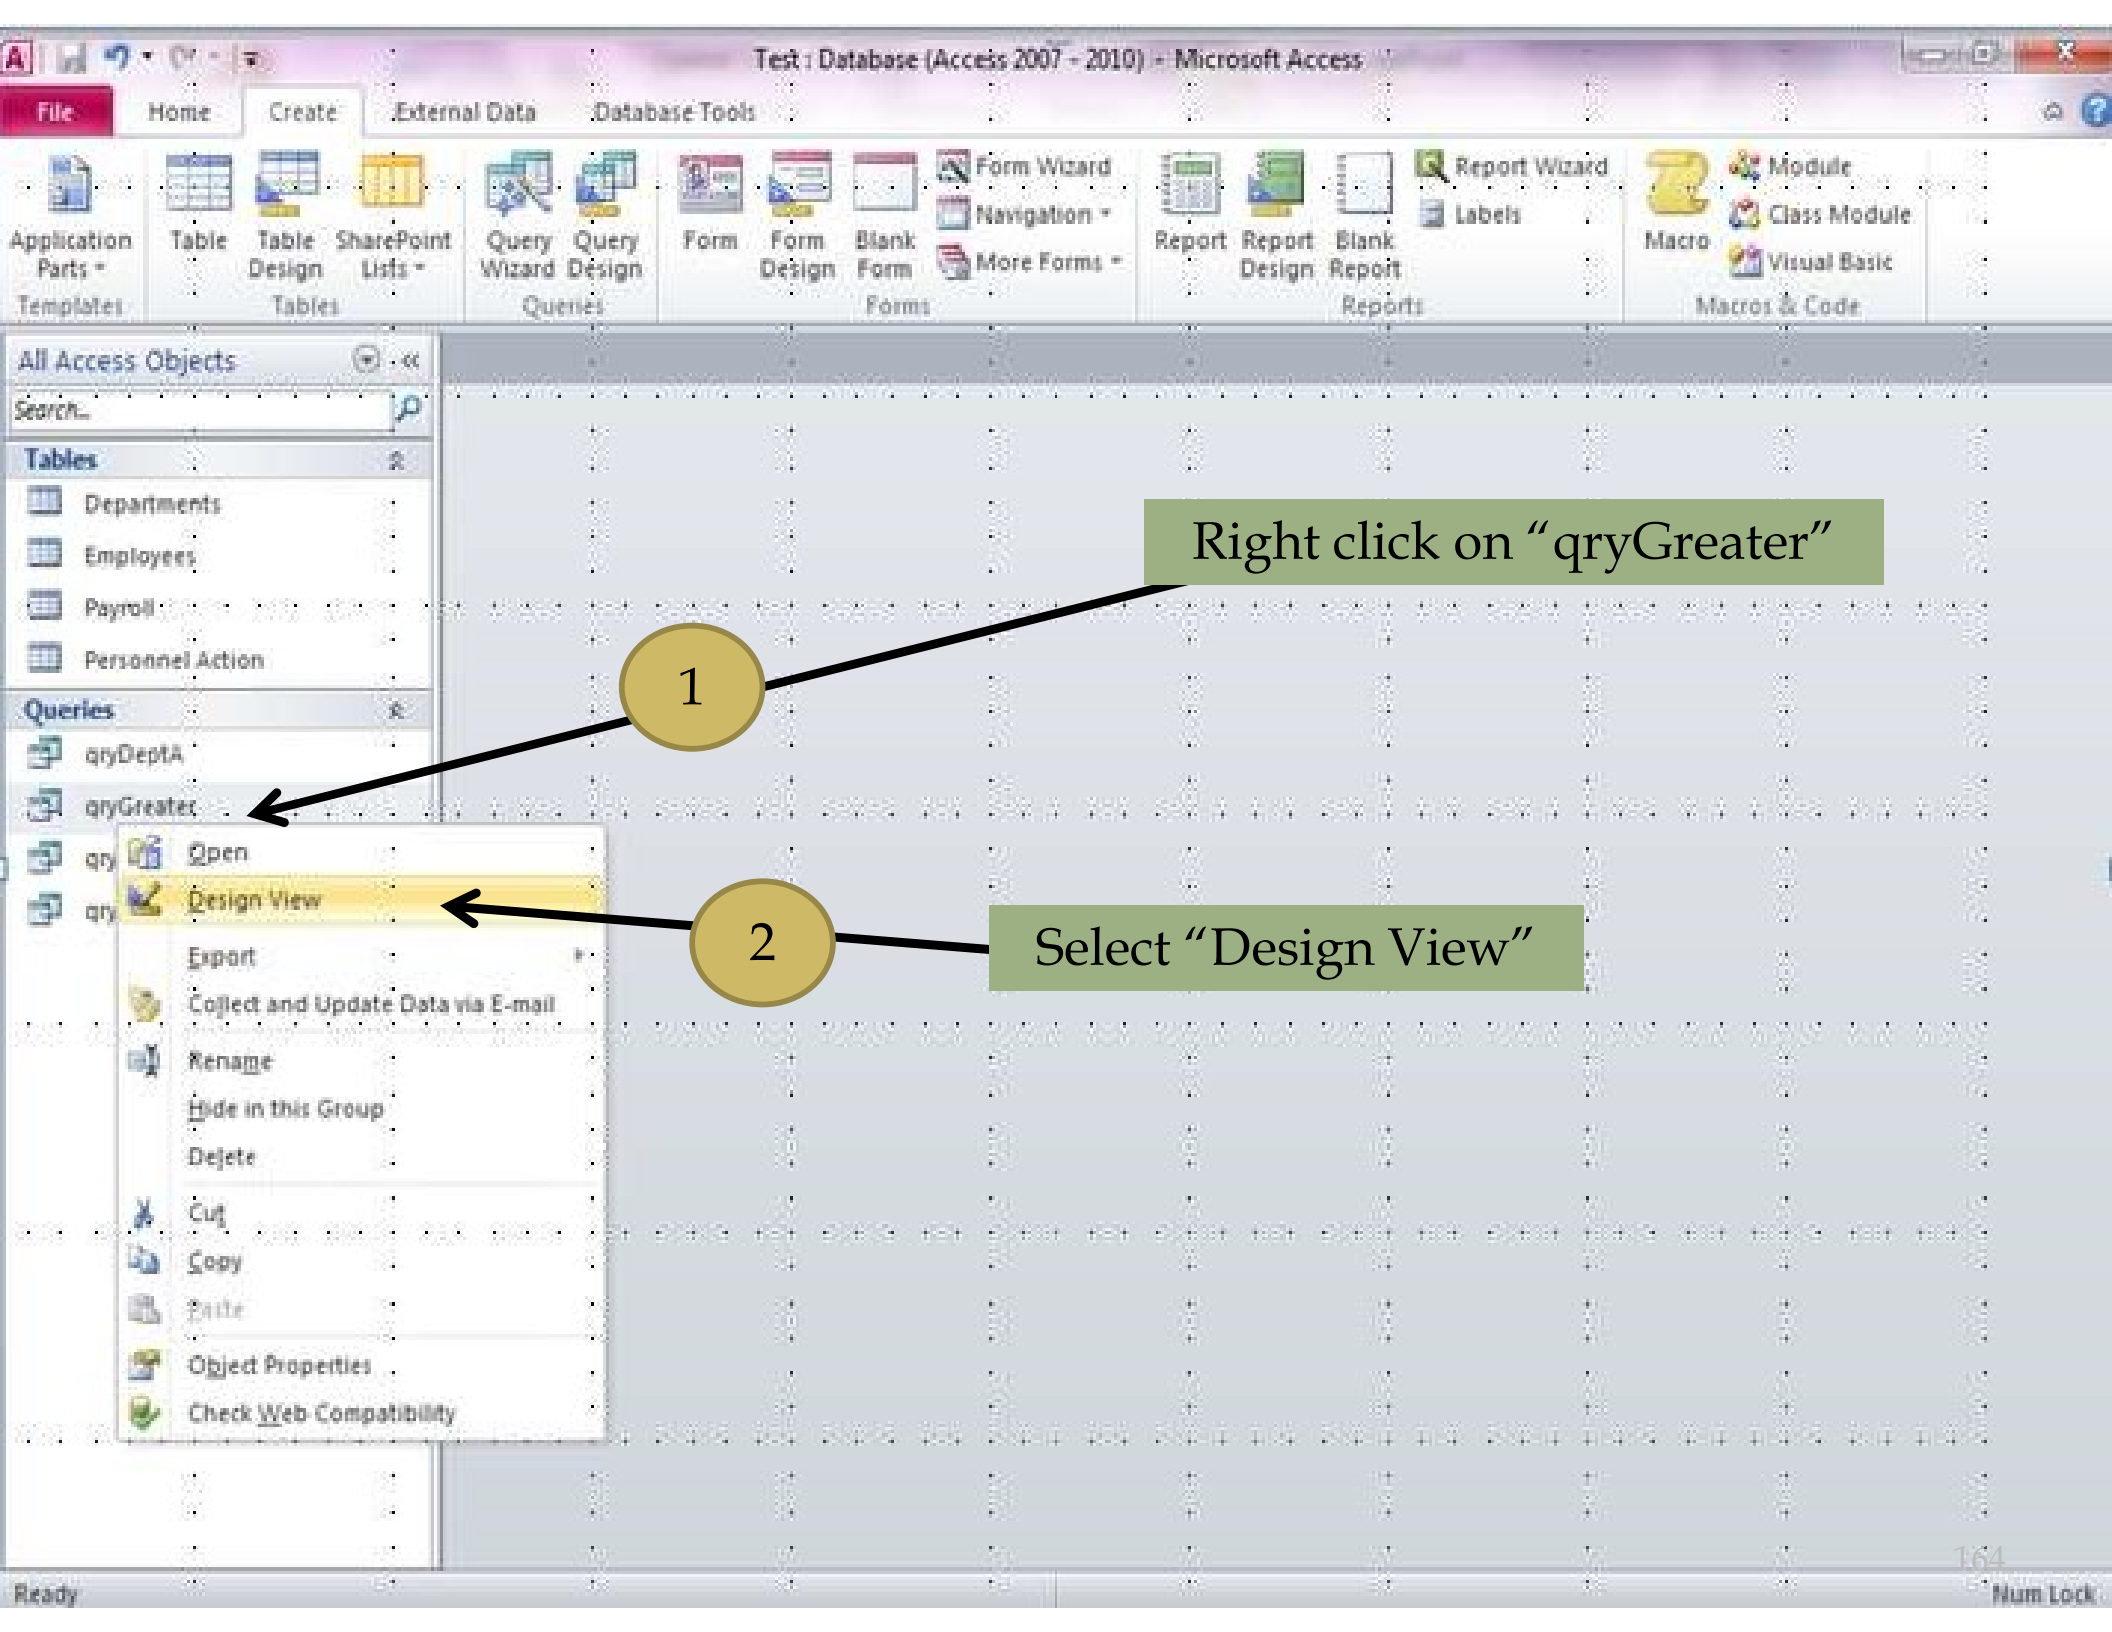 Test : Database (Access 2007 - 2010) - Microsoft Access
File Home Create External Data Database Tools
Application Parts Table Table Design SharePoint Lists Query Wizard Query Design Form Form Design Blank Form Form Wizard Navigation More Forms Report Report Design Blank Report Report Wizard Labels Macro Module Class Module Visual Basic
Templates Tables Queries Forms Reports Macros & Code
All Access Objects
Search...
Tables
Departments
Employees
Payroll
Personnel Action
Queries
qryDeptA
qryGreater
qry
qry
Open
Design View
Export
Collect and Update Data via E-mail
Rename
Hide in this Group
Delete
Cut
Copy
Paste
Object Properties
Check Web Compatibility
Right click on “qryGreater”
1
2
Select “Design View”
164
Ready
Num Lock